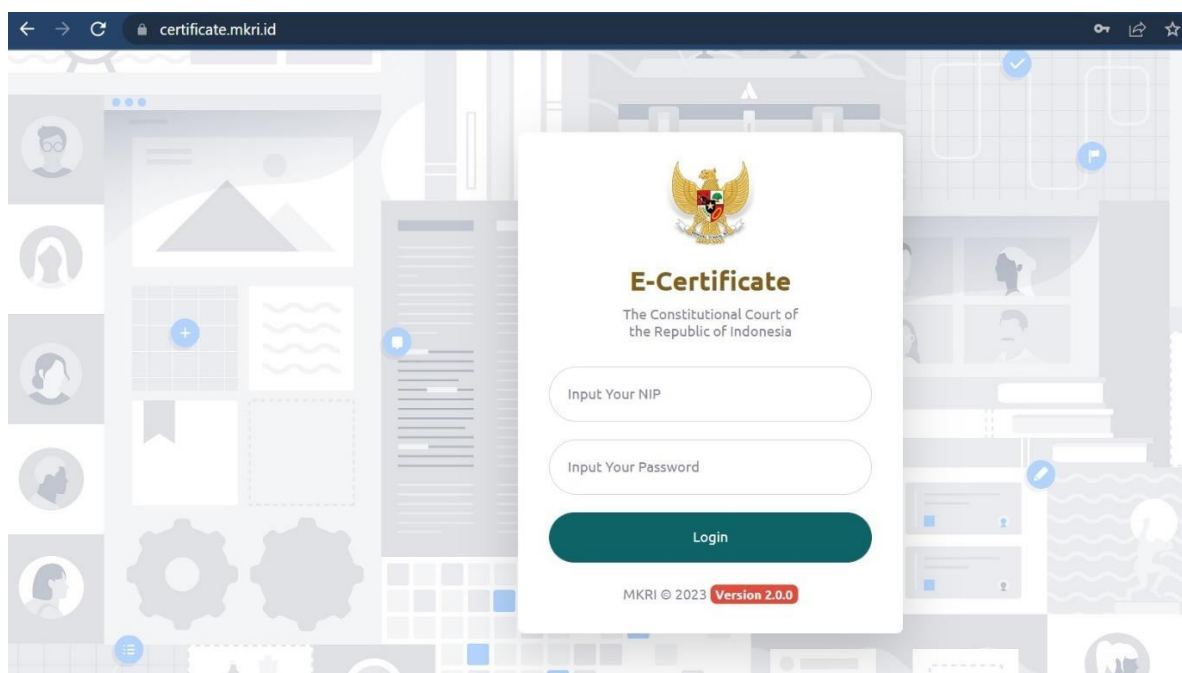 certificate.mkri.id
E-Certificate
The Constitutional Court of
the Republic of Indonesia
Input Your NIP
Input Your Password
Login
MKRI © 2023 Version 2.0.0